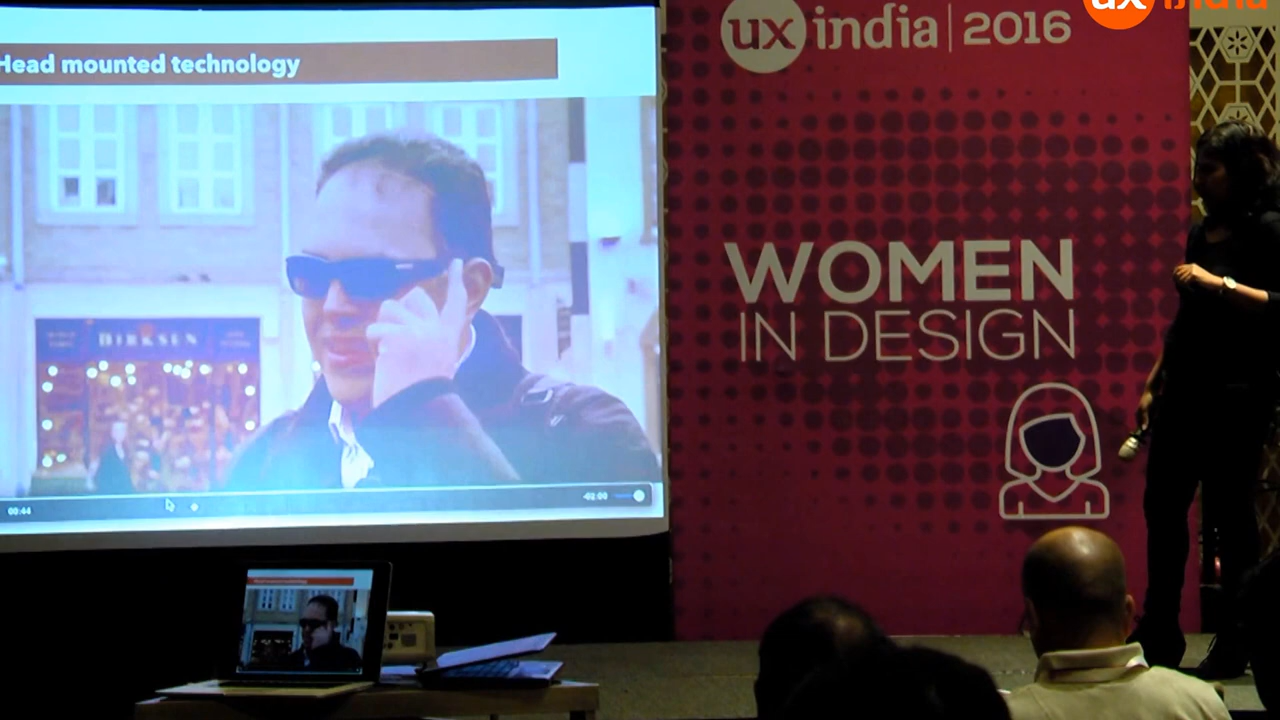 Head mounted technology
DIRKSEN
00:44
-02:00
ux india | 2016
ux india
WOMEN
IN DESIGN